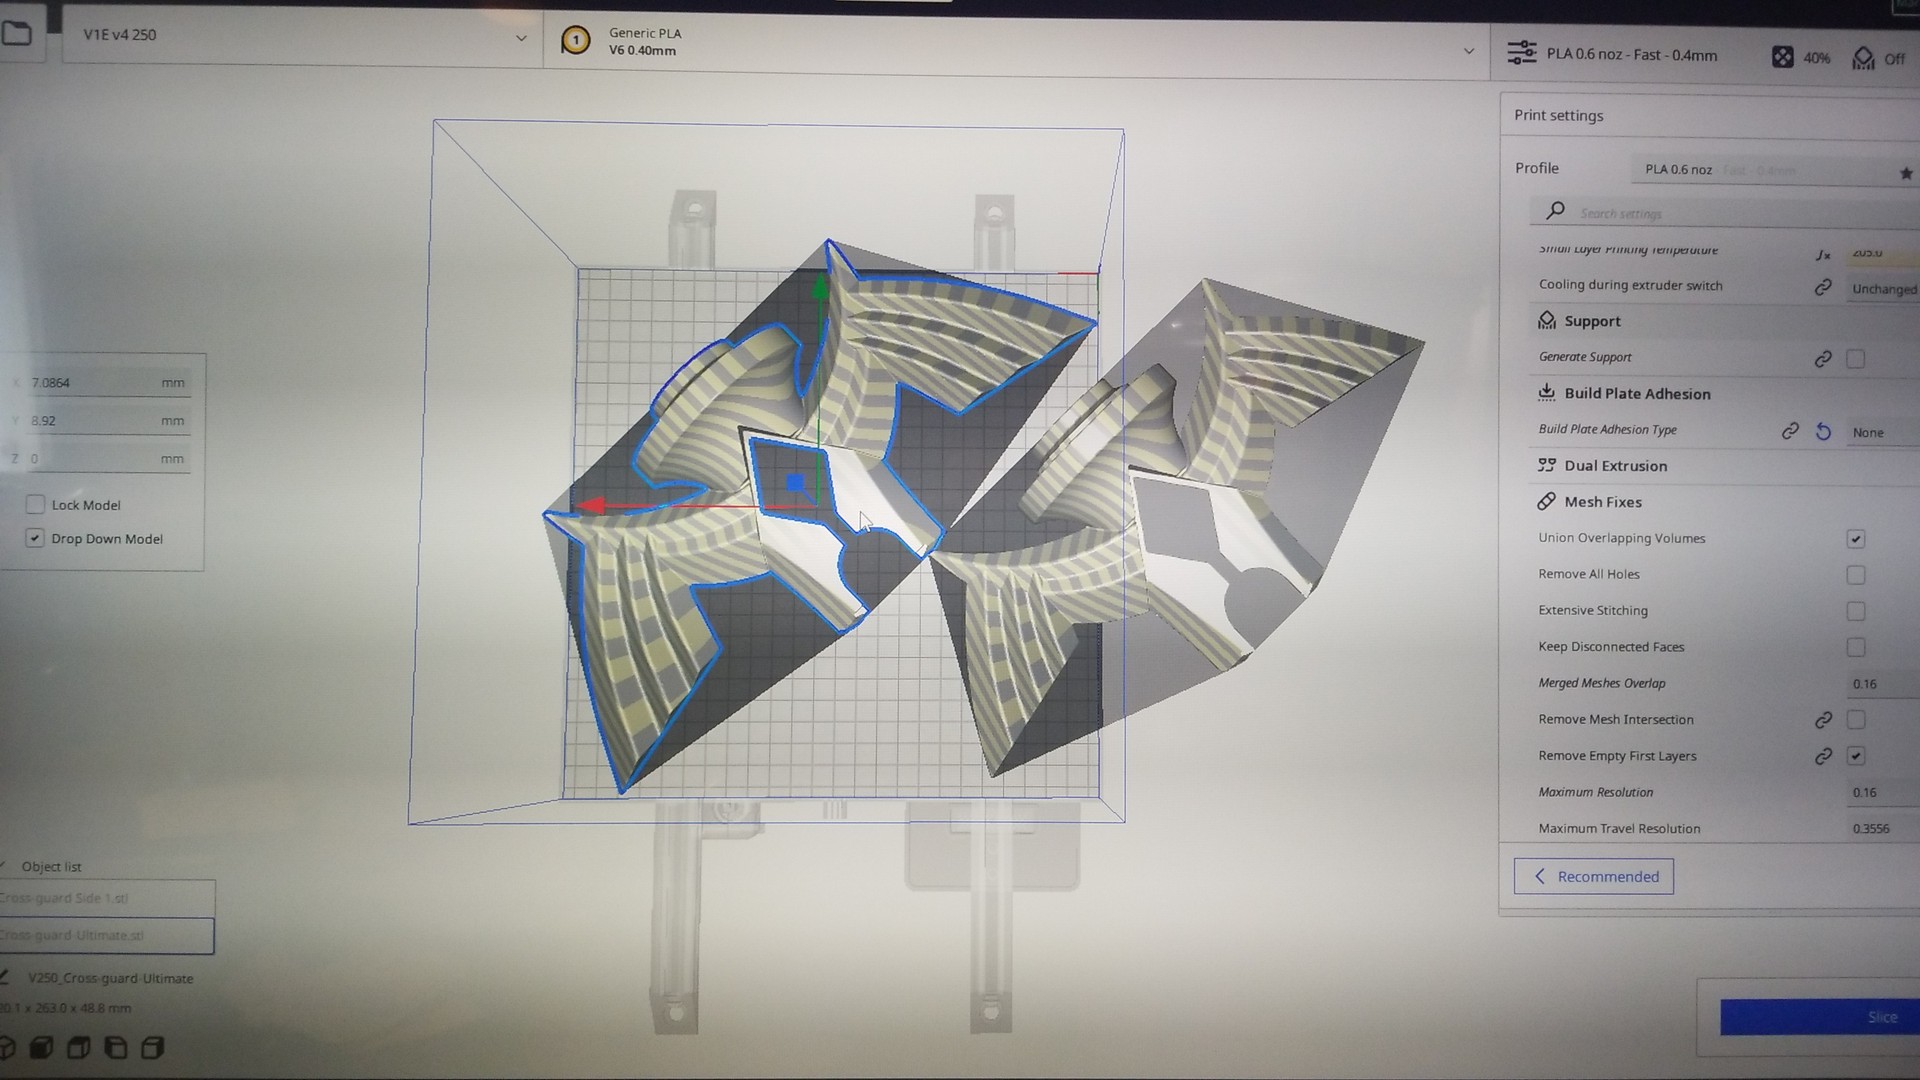 V1E v4 250
1
Generic PLA
V6 0.40mm
PLA 0.6 noz - Fast - 0.4mm
40%
Off
Print settings
Profile
PLA 0.6 noz Fast - 0.4mm
Search settings
Small Layer Printing Temperature
205.0
Cooling during extruder switch
Unchanged
Support
Generate Support
Build Plate Adhesion
Build Plate Adhesion Type
None
Dual Extrusion
Mesh Fixes
Union Overlapping Volumes
Remove All Holes
Extensive Stitching
Keep Disconnected Faces
Merged Meshes Overlap
0.16
Remove Mesh Intersection
Remove Empty First Layers
Maximum Resolution
0.16
Maximum Travel Resolution
0.3556
Recommended
Slice
X 7.0864 mm
Y 8.92 mm
Z 0 mm
Lock Model
Drop Down Model
Object list
Cross-guard Side 1.stl
Cross-guard-Ultimate.stl
V250_Cross-guard-Ultimate
x 263.0 x 48.8 mm